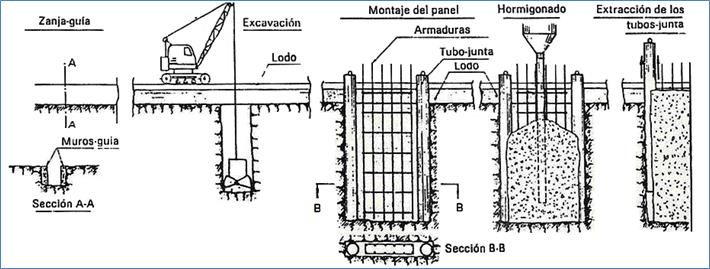 Zanja-guía
A
A
Muros-guía
Sección A-A
Excavación
Lodo
Montaje del panel
Armaduras
Tubo-junta
Lodo
B
B
Sección B-B
Hormigonado
Extracción de los
tubos-junta